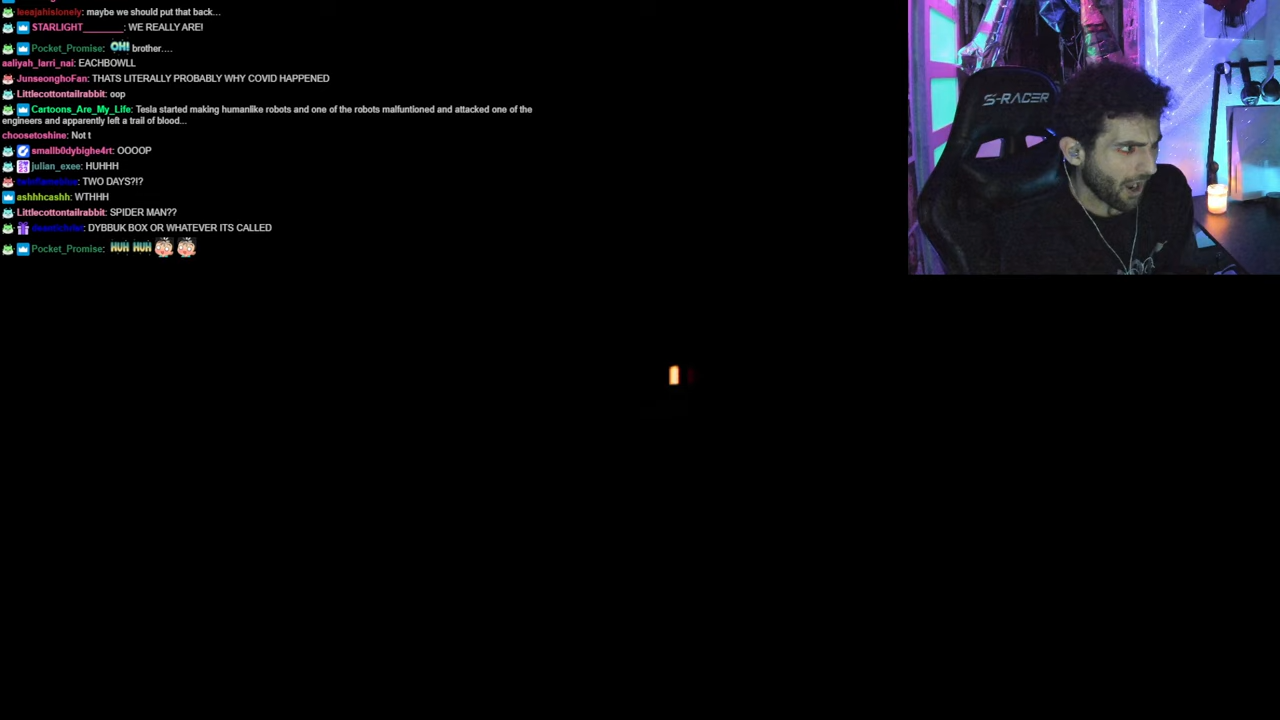 leeajahislonely: maybe we should put that back...
STARLIGHT________: WE REALLY ARE!
Pocket_Promise: OH! brother....
aaliyah_larri_nai: EACHBOWLL
JunseonghoFan: THATS LITERALLY PROBABLY WHY COVID HAPPENED
Littlecottontailrabbit: oop
Cartoons_Are_My_Life: Tesla started making humanlike robots and one of the robots malfuntioned and attacked one of the
engineers and apparently left a trail of blood...
choosetoshine: Not t
smallb0dybighe4rt: OOOOP
julian_exee: HUHHH
TWO DAYS?!?
ashhhcashh: WTHHH
Littlecottontailrabbit: SPIDER MAN??
DYBBUK BOX OR WHATEVER ITS CALLED
Pocket_Promise: HUH HUH
S-RACER